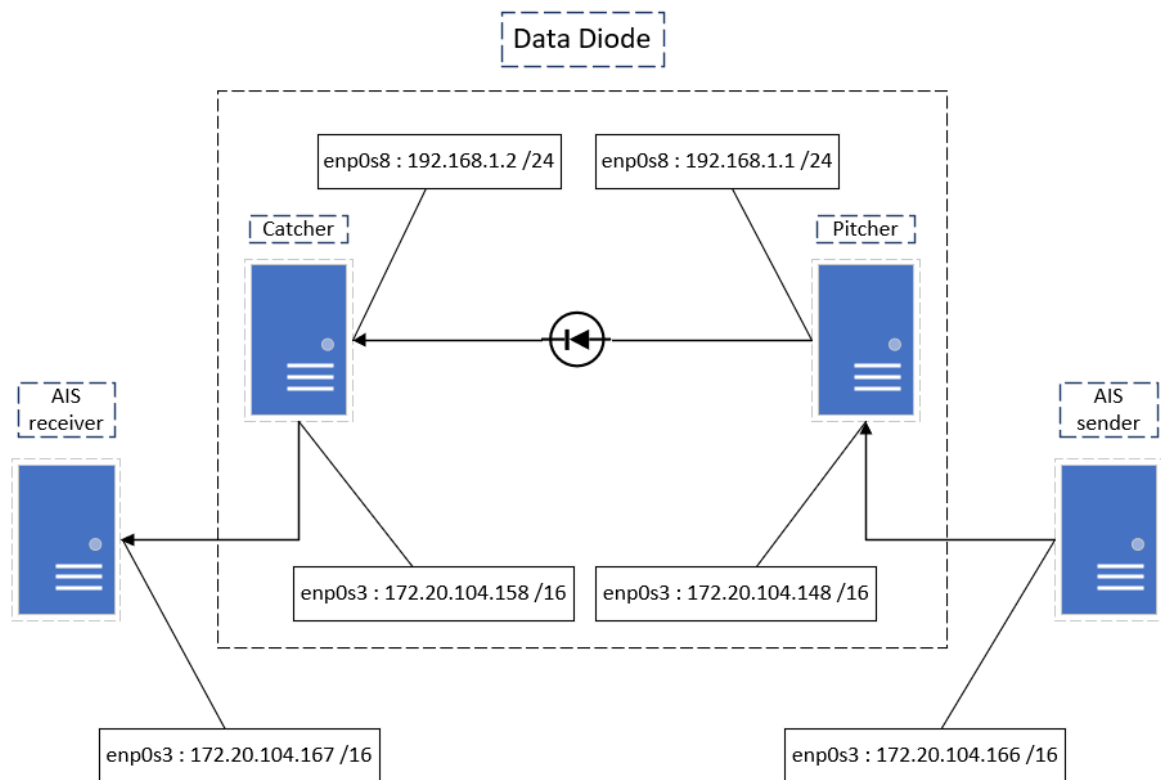 Data Diode
enp0s8 : 192.168.1.2 /24
enp0s8 : 192.168.1.1 /24
Catcher
Pitcher
AIS
receiver
AIS
sender
enp0s3 : 172.20.104.158 /16
enp0s3 : 172.20.104.148 /16
enp0s3 : 172.20.104.167 /16
enp0s3 : 172.20.104.166 /16